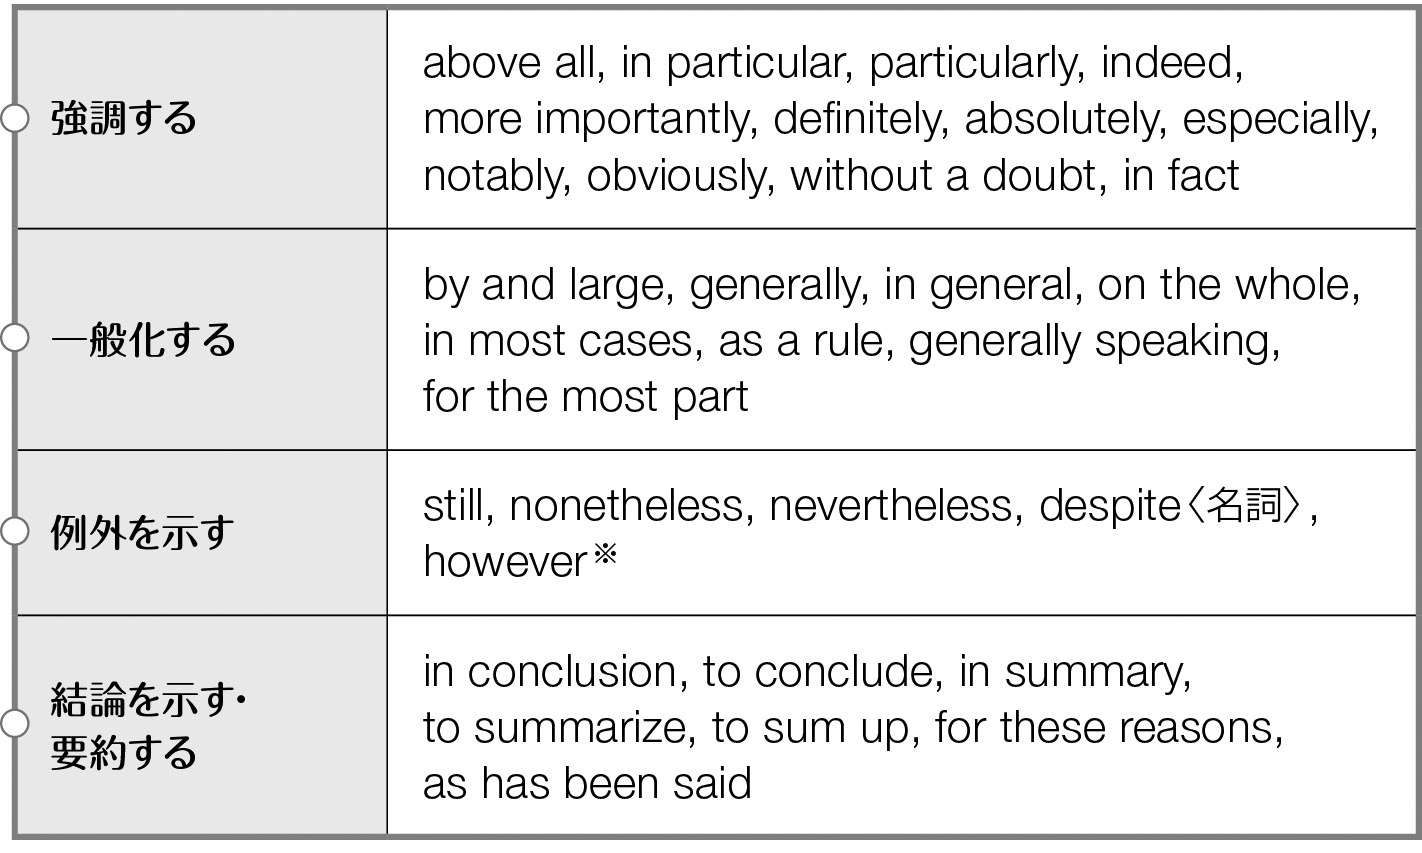 強調する
above all, in particular, particularly, indeed,
more importantly, definitely, absolutely, especially,
notably, obviously, without a doubt, in fact
一般化する
by and large, generally, in general, on the whole,
in most cases, as a rule, generally speaking,
for the most part
例外を示す
still, nonetheless, nevertheless, despite〈名詞〉,
however※
結論を示す・
要約する
in conclusion, to conclude, in summary,
to summarize, to sum up, for these reasons,
as has been said